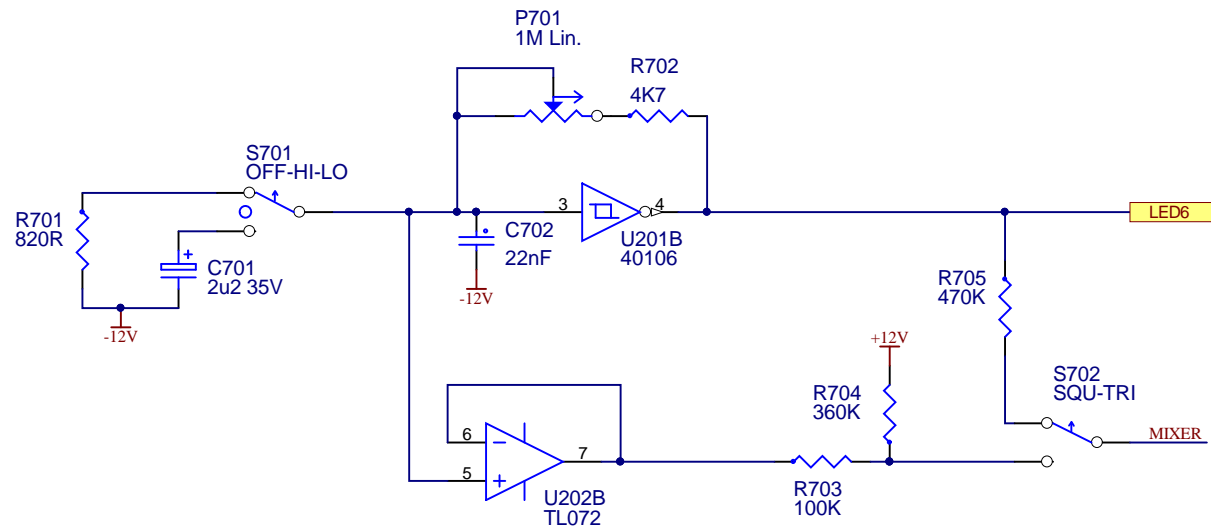 P701
1M Lin.
R702
4K7
S701
OFF-HI-LO
R701
820R
3
4
LED6
C702
22nF
U201B
40106
C701
2u2 35V
-12V
R705
470K
-12V
+12V
S702
SQU-TRI
R704
360K
6
7
5
MIXER
R703
100K
U202B
TL072